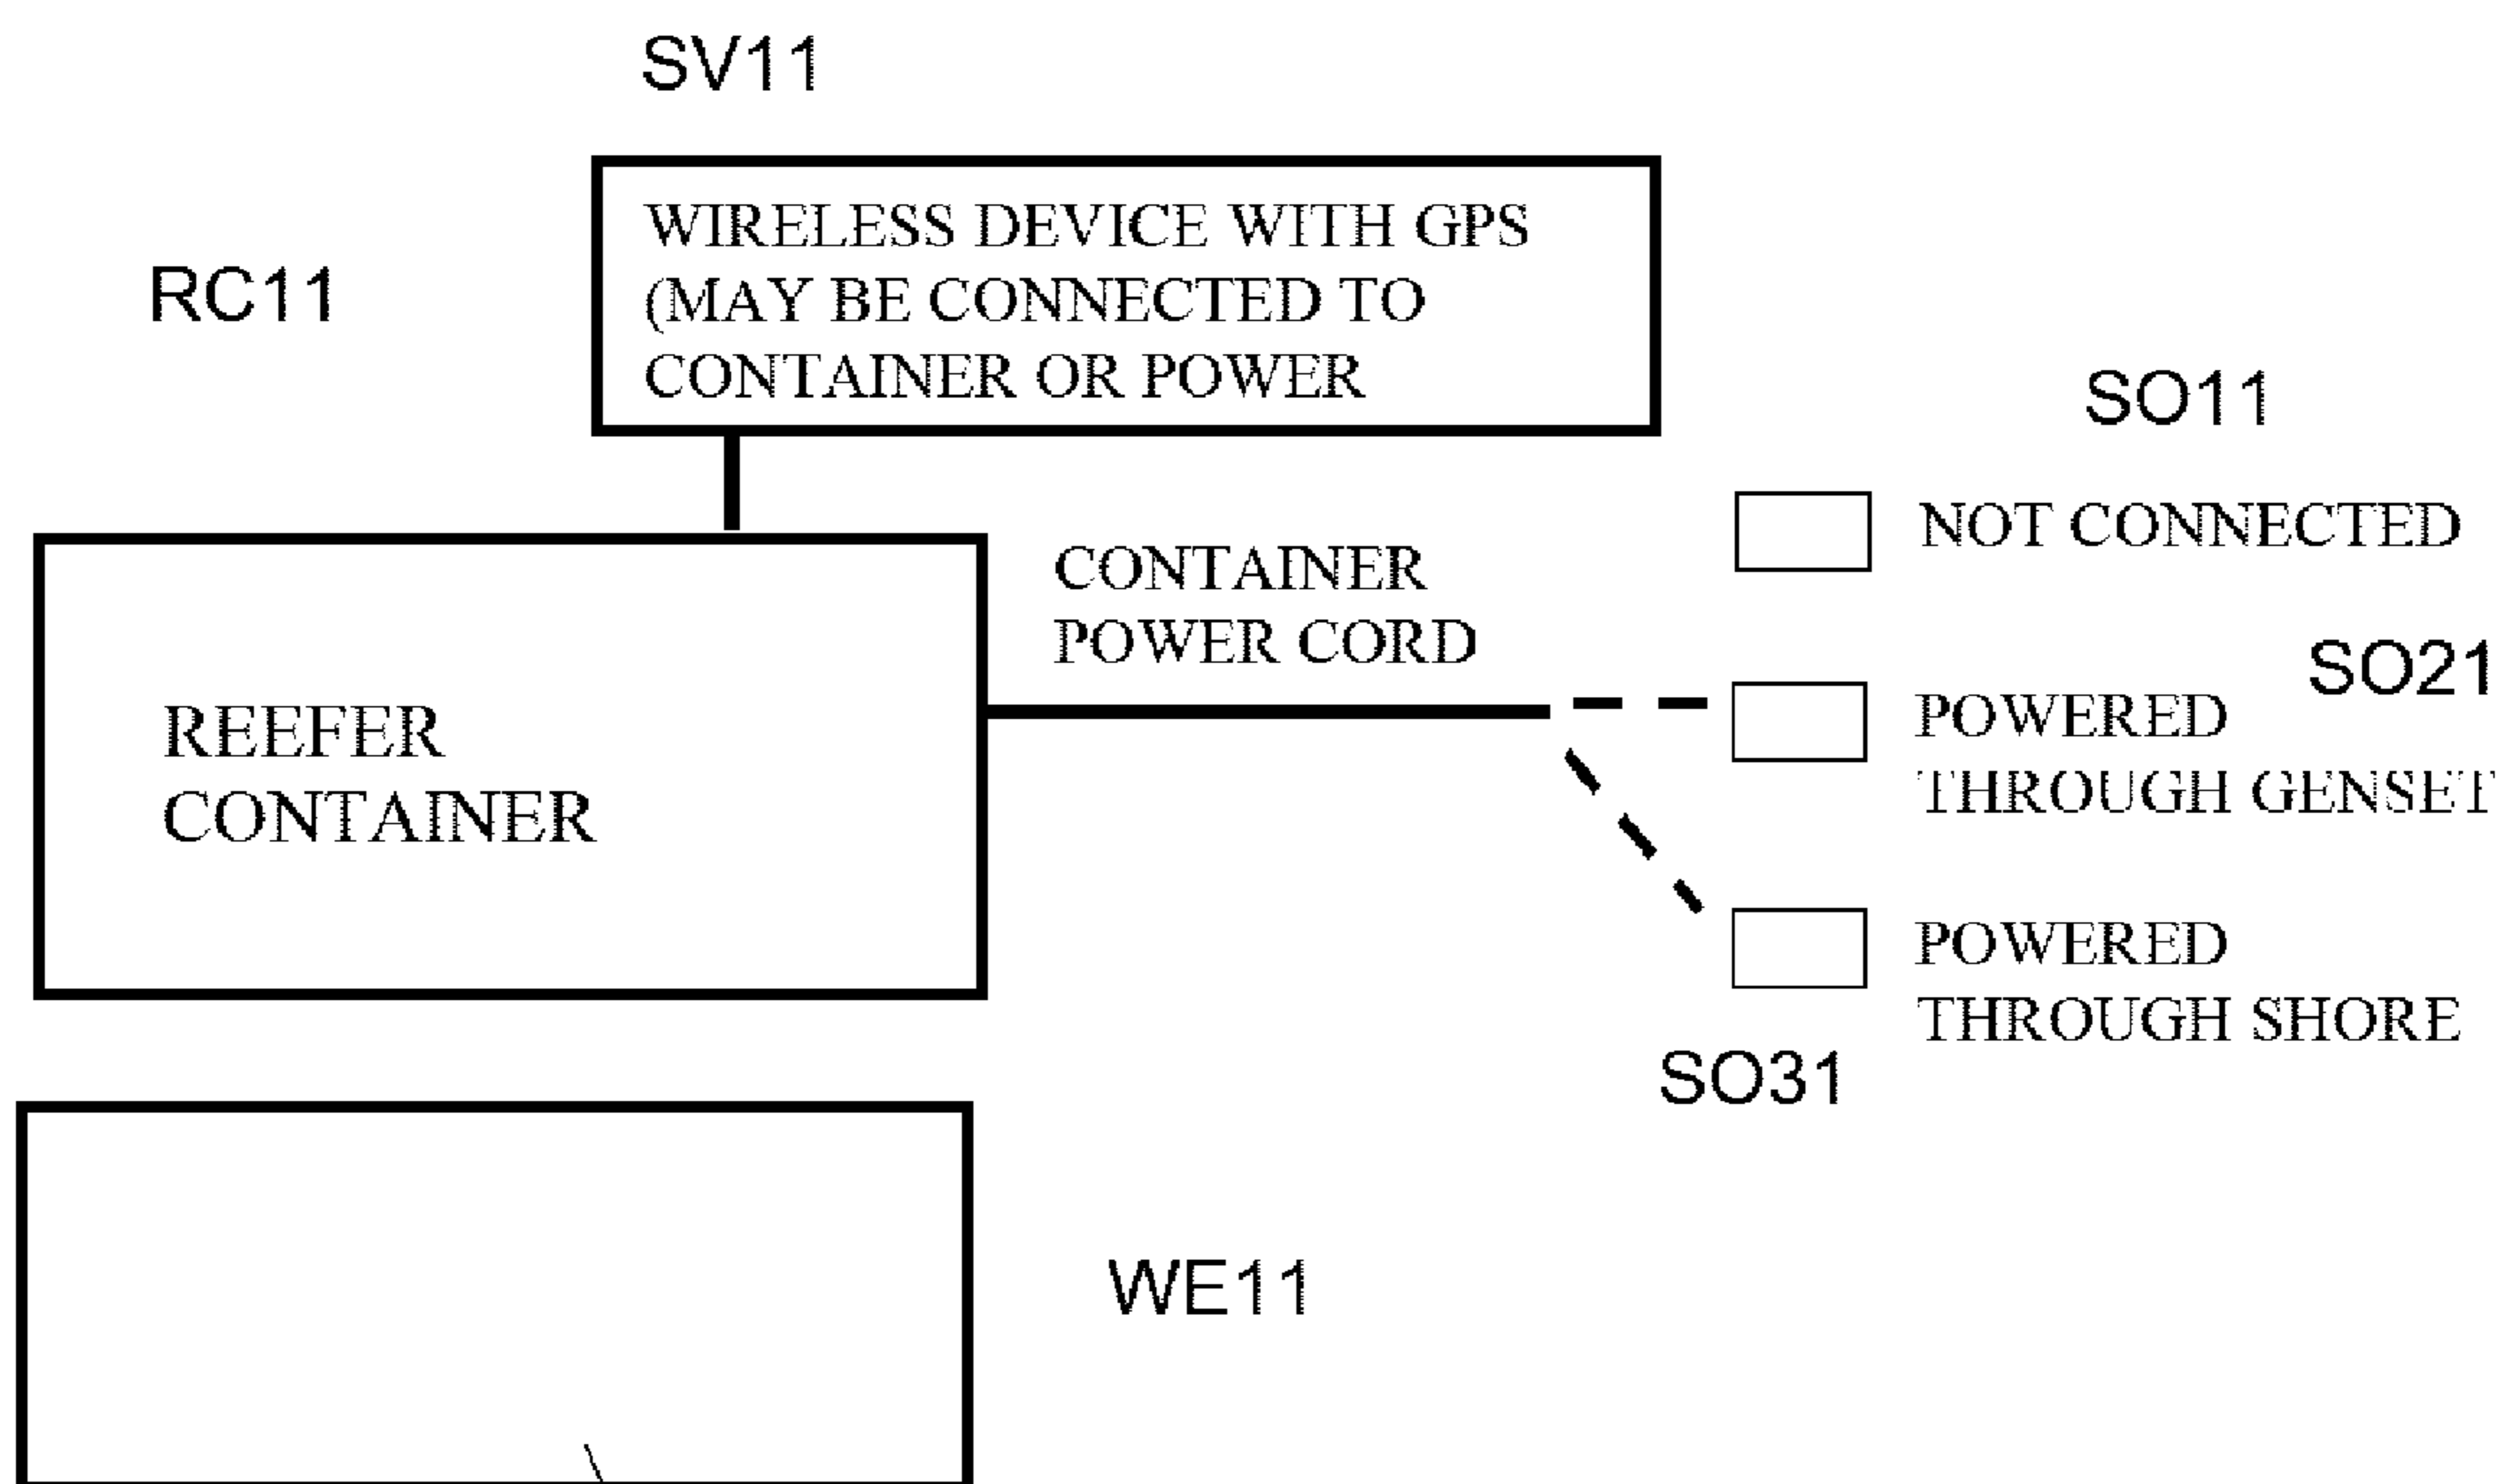 SV11
WIRELESS DEVICE WITH GPS
(MAY BE CONNECTED TO
CONTAINER OR POWER
RC11
SO11
NOT CONNECTED
CONTAINER
POWER CORD
SO21
POWERED
THROUGH GENSET
REEFER
CONTAINER
POWERED
THROUGH SHORE
SO31
WE11